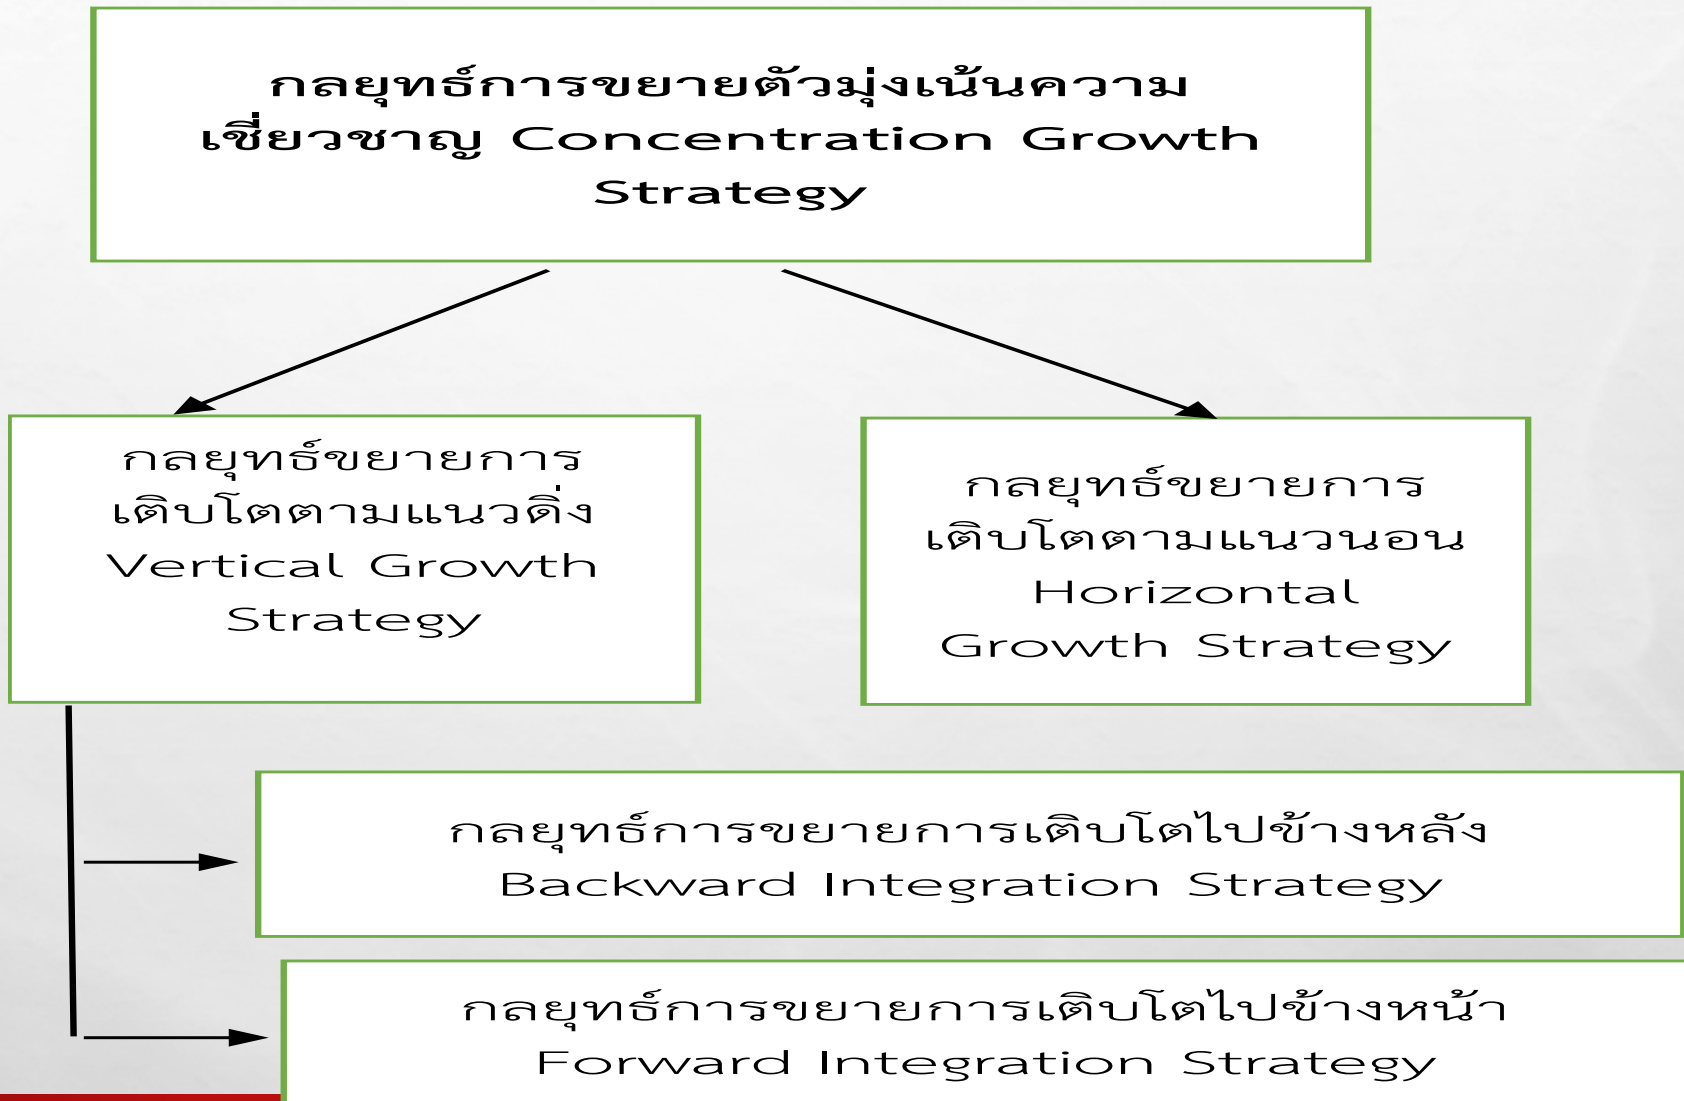 กลยุทธ์การขยายตัวมุ่งเน้นความ
เชี่ยวชาญ Concentration Growth
Strategy
กลยุทธ์ขยายการ
เติบโตตามแนวดิ่ง
Vertical Growth
Strategy
กลยุทธ์ขยายการ
เติบโตตามแนวนอน
Horizontal
Growth Strategy
กลยุทธ์การขยายการเติบโตไปข้างหลัง
Backward Integration Strategy
กลยุทธ์การขยายการเติบโตไปข้างหน้า
Forward Integration Strategy